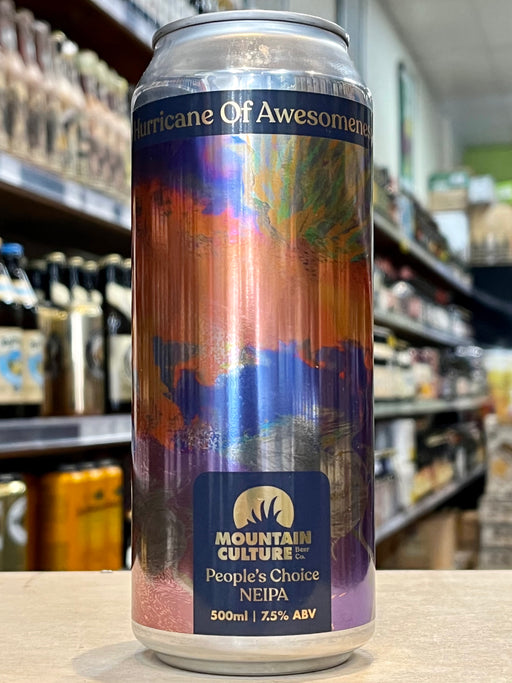 Hurricane Of Awesomenes
MOUNTAIN
CULTURE Beer Co.
People's Choice
NEIPA
500ml | 7.5% ABV